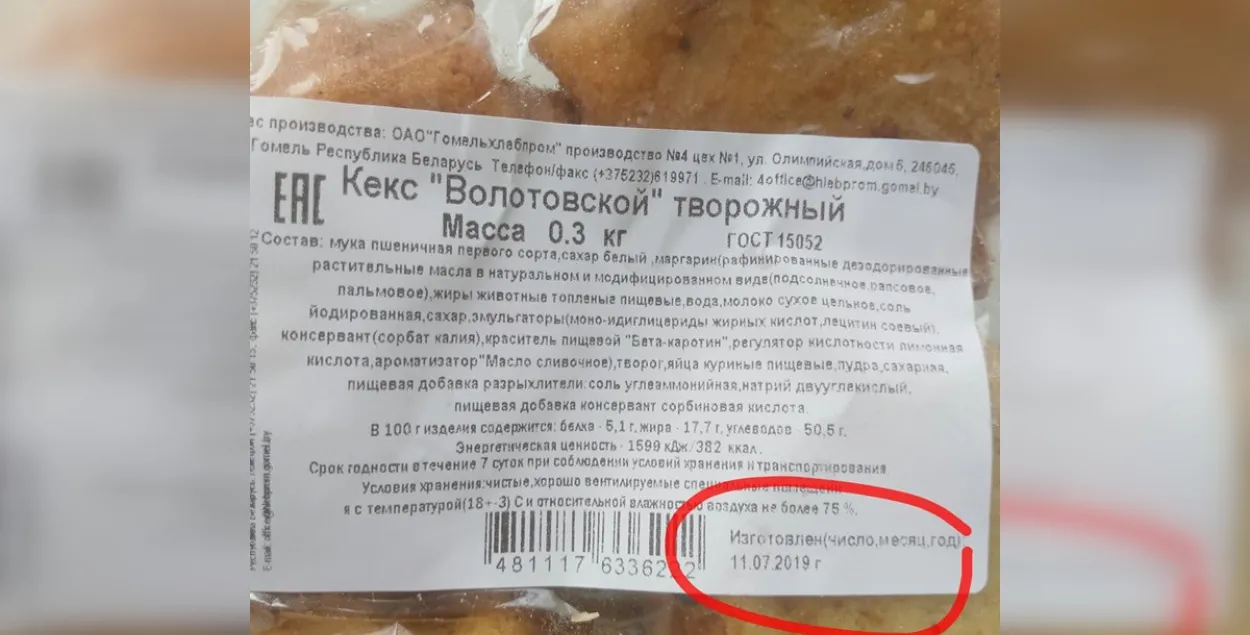 производства: ОАО"Гомельхлебпром" производство №4 цех №1, ул. Олимпийская,дом6, 246045,
Гомель Республика Беларусь Телефон/факс (+375232)619971 . E-mail: 4office@hlebprom.gomel.by
ЕАС
Кекс "Волотовской" творожный
Масса 0.3 кг ГОСТ 15052
Состав: мука пшеничная первого сорта,сахар белый ,маргарин(рафинированные дезодорированные
растительные масла в натуральном и модифицированном виде(подсолнечное,рапсовое,
пальмовое),жиры животные топленые пищевые,вода,молоко сухое цельное,соль
йодированная,сахар,эмульгаторы(моно-идиглицериды жирных кислот,лецитин соевый),
консервант(сорбат калия),краситель пищевой "Бета-каротин",регулятор кислотности лимонная
кислота,ароматизатор"Масло сливочное),творог,яйца куриные пищевые,пудра,сахарная,
пищевая добавка разрыхлители:соль углеаммонийная,натрий двууглекислый,
пищевая добавка консервант сорбиновая кислота.
В 100 г изделия содержится: белка - 5,1 г, жира - 17,7 г, углеводов - 50,5 г.
Энергетическая ценность - 1599 кДж/382 ккал.
Срок годности в течение 7 суток при соблюдении условий хранения и транспортирования
Условия хранения:чистые,хорошо вентилируемые специальные помещени
я с температурой(18+-3) С и относительной влажностью воздуха не более 75 %.
Изготовлен(число,месяц,год)
11.07.2019 г
4811176336222